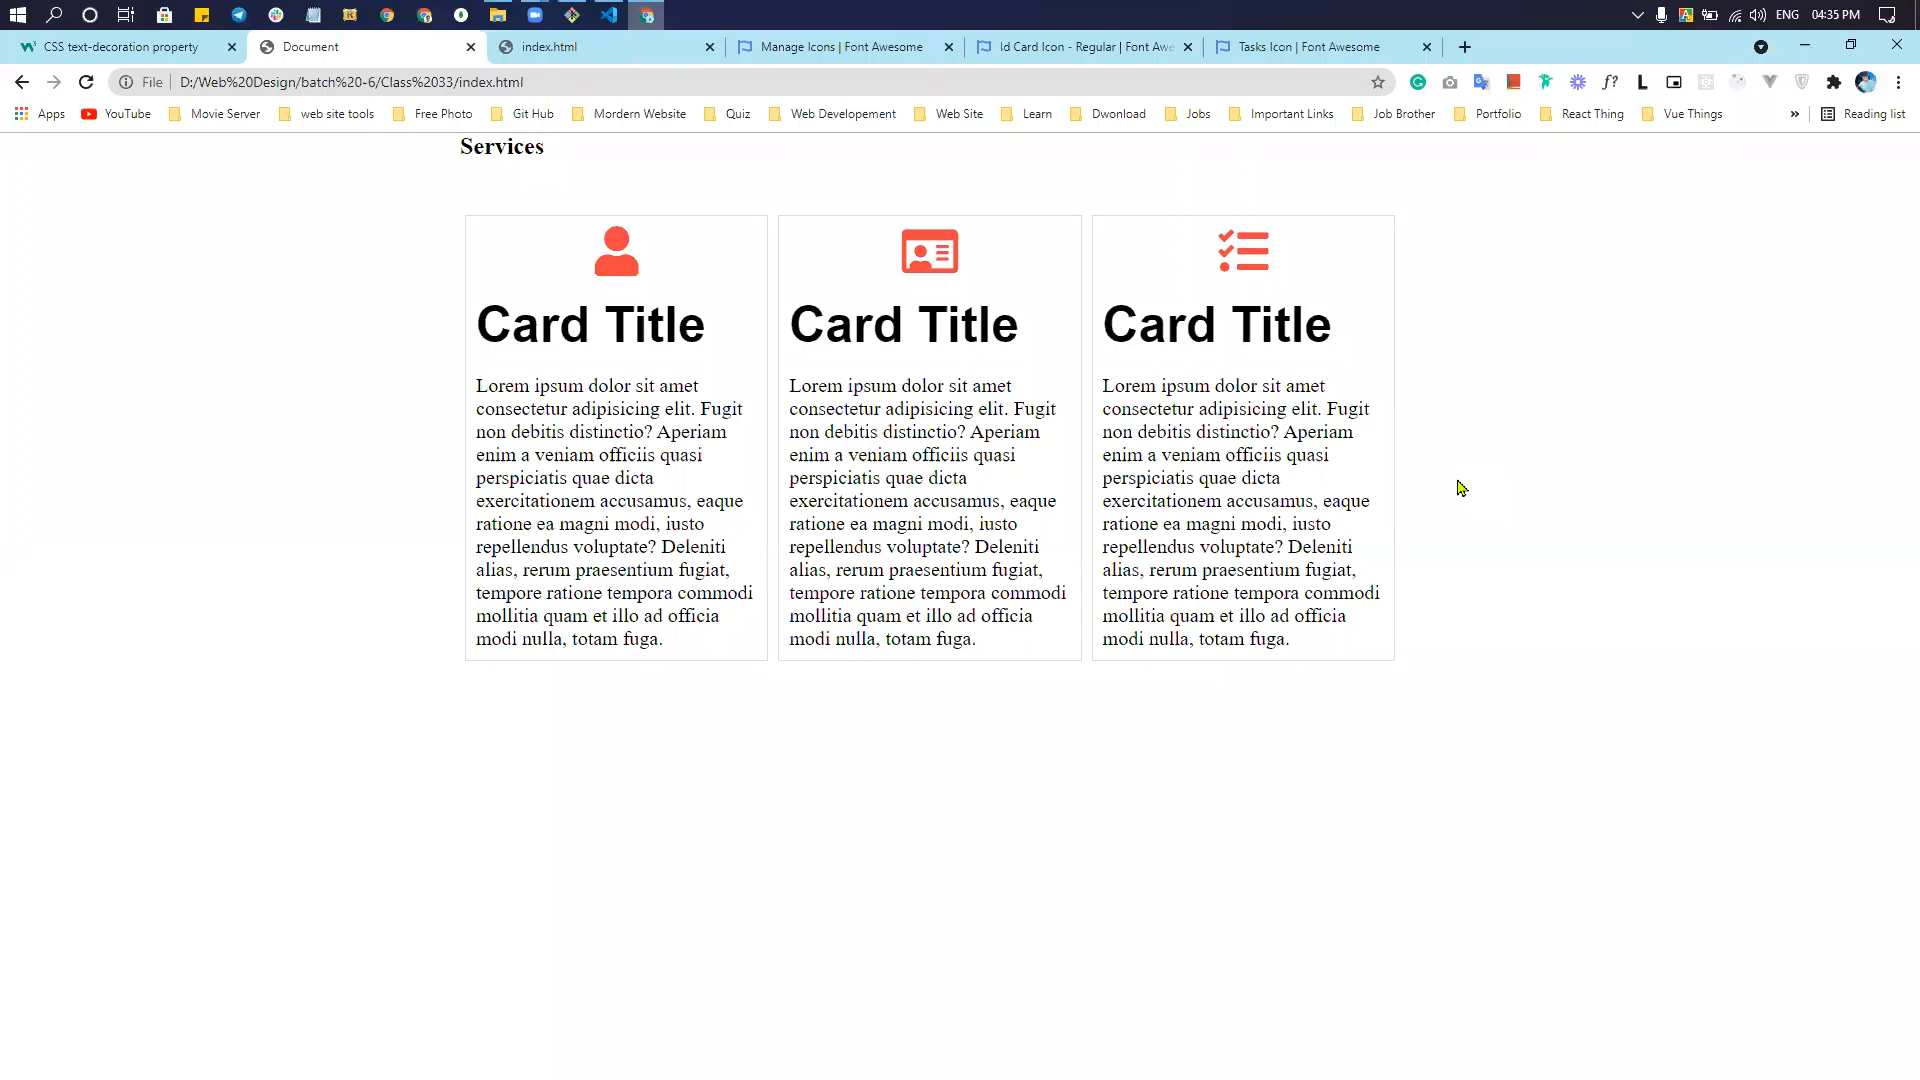 ENG 04:35 PM
CSS text-decoration property
Document
index.html
Manage Icons | Font Awesome
Id Card Icon - Regular | Font Awe
Tasks Icon | Font Awesome
File D:/Web%20Design/batch%20-6/Class%2033/index.html
Apps YouTube Movie Server web site tools Free Photo Git Hub Mordern Website Quiz Web Developement Web Site Learn Dwonload Jobs Important Links Job Brother Portfolio React Thing Vue Things » Reading list
Services
Card Title
Lorem ipsum dolor sit amet
consectetur adipisicing elit. Fugit
non debitis distinctio? Aperiam
enim a veniam officiis quasi
perspiciatis quae dicta
exercitationem accusamus, eaque
ratione ea magni modi, iusto
repellendus voluptate? Deleniti
alias, rerum praesentium fugiat,
tempore ratione tempora commodi
mollitia quam et illo ad officia
modi nulla, totam fuga.
Card Title
Lorem ipsum dolor sit amet
consectetur adipisicing elit. Fugit
non debitis distinctio? Aperiam
enim a veniam officiis quasi
perspiciatis quae dicta
exercitationem accusamus, eaque
ratione ea magni modi, iusto
repellendus voluptate? Deleniti
alias, rerum praesentium fugiat,
tempore ratione tempora commodi
mollitia quam et illo ad officia
modi nulla, totam fuga.
Card Title
Lorem ipsum dolor sit amet
consectetur adipisicing elit. Fugit
non debitis distinctio? Aperiam
enim a veniam officiis quasi
perspiciatis quae dicta
exercitationem accusamus, eaque
ratione ea magni modi, iusto
repellendus voluptate? Deleniti
alias, rerum praesentium fugiat,
tempore ratione tempora commodi
mollitia quam et illo ad officia
modi nulla, totam fuga.